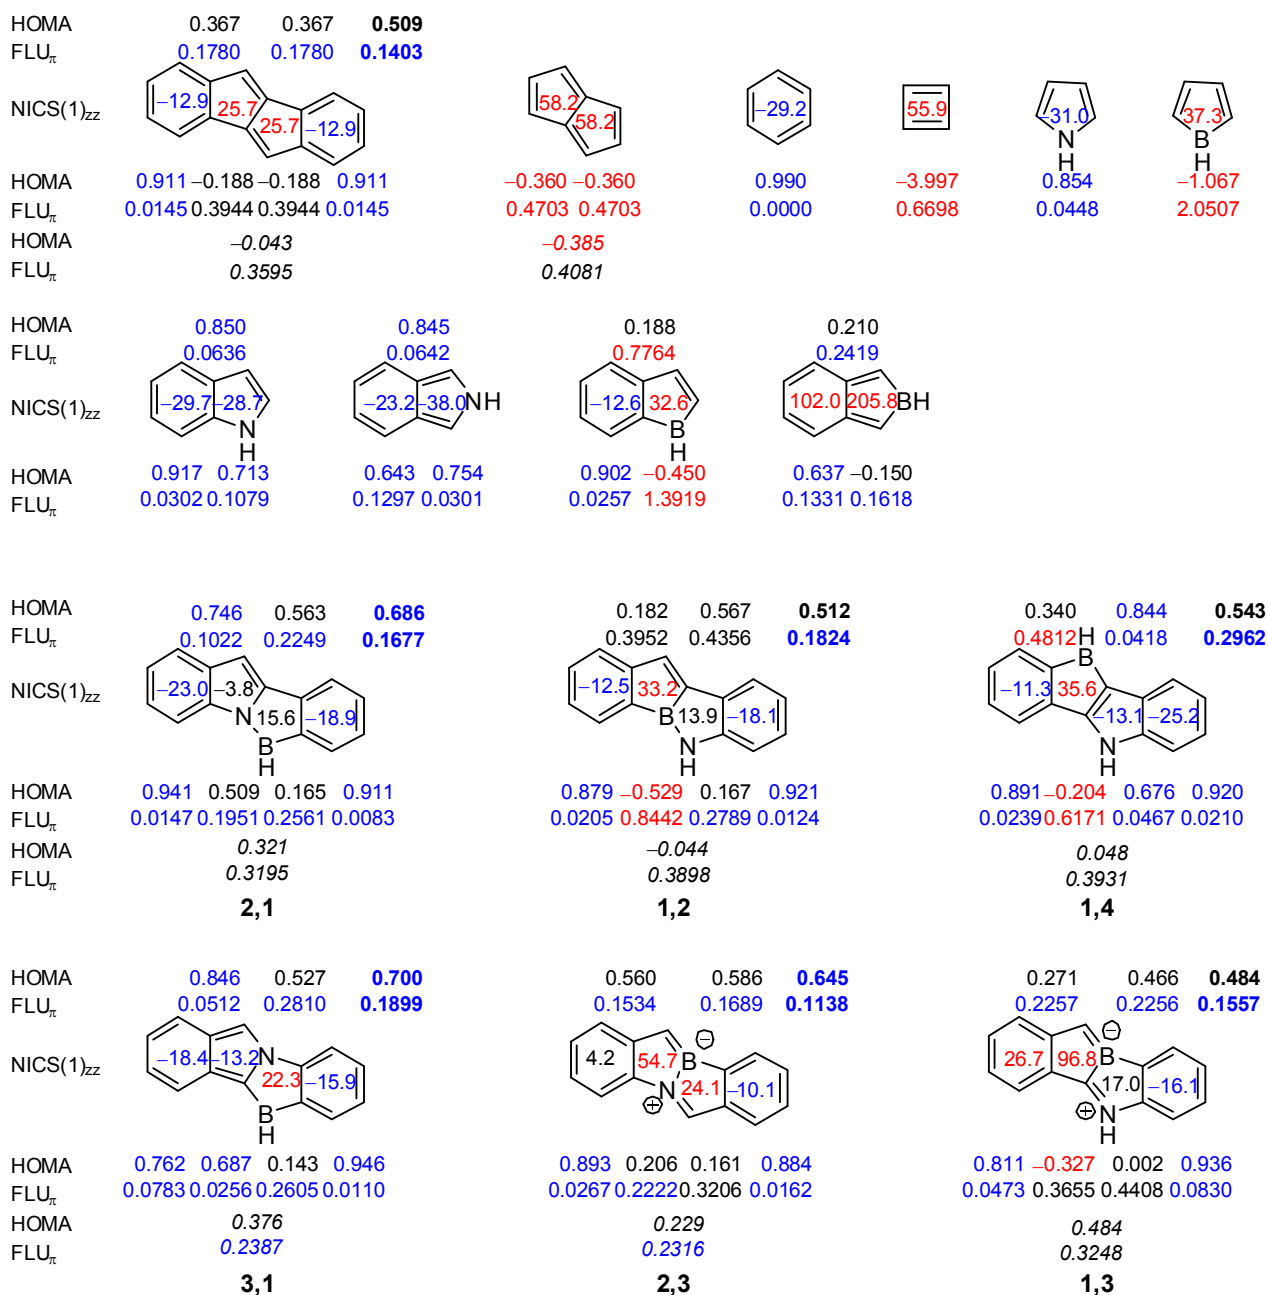 HOMA 0.367 0.367 0.509
FLUπ 0.1780 0.1780 0.1403
NICS(1)zz −12.9 25.7 25.7 −12.9 58.2 58.2 −29.2 55.9 −31.0 N H 37.3 B H
HOMA 0.911 −0.188 −0.188 0.911 −0.360 −0.360 0.990 −3.997 0.854 −1.067
FLUπ 0.0145 0.3944 0.3944 0.0145 0.4703 0.4703 0.0000 0.6698 0.0448 2.0507
HOMA −0.043 −0.385
FLUπ 0.3595 0.4081
HOMA 0.850 0.845 0.188 0.210
FLUπ 0.0636 0.0642 0.7764 0.2419
NICS(1)zz −29.7 −28.7 N H −23.2 −38.0 NH −12.6 32.6 B H 102.0 205.8 BH
HOMA 0.917 0.713 0.643 0.754 0.902 −0.450 0.637 −0.150
FLUπ 0.0302 0.1079 0.1297 0.0301 0.0257 1.3919 0.1331 0.1618
HOMA 0.746 0.563 0.686 0.182 0.567 0.512 0.340 0.844 0.543
FLUπ 0.1022 0.2249 0.1677 0.3952 0.4356 0.1824 0.4812 0.0418 0.2962
NICS(1)zz −23.0 −3.8 N 15.6 −18.9 B H −12.5 33.2 B 13.9 −18.1 N H H B −11.3 35.6 −13.1 −25.2 N H
HOMA 0.941 0.509 0.165 0.911 0.879 −0.529 0.167 0.921 0.891 −0.204 0.676 0.920
FLUπ 0.0147 0.1951 0.2561 0.0083 0.0205 0.8442 0.2789 0.0124 0.0239 0.6171 0.0467 0.0210
HOMA 0.321 −0.044 0.048
FLUπ 0.3195 0.3898 0.3931
2,1 1,2 1,4
HOMA 0.846 0.527 0.700 0.560 0.586 0.645 0.271 0.466 0.484
FLUπ 0.0512 0.2810 0.1899 0.1534 0.1689 0.1138 0.2257 0.2256 0.1557
NICS(1)zz −18.4 −13.2 N 22.3 −15.9 B H 4.2 54.7 B − N + 24.1 −10.1 26.7 96.8 B − 17.0 −16.1 + N H
HOMA 0.762 0.687 0.143 0.946 0.893 0.206 0.161 0.884 0.811 −0.327 0.002 0.936
FLUπ 0.0783 0.0256 0.2605 0.0110 0.0267 0.2222 0.3206 0.0162 0.0473 0.3655 0.4408 0.0830
HOMA 0.376 0.229 0.484
FLUπ 0.2387 0.2316 0.3248
3,1 2,3 1,3